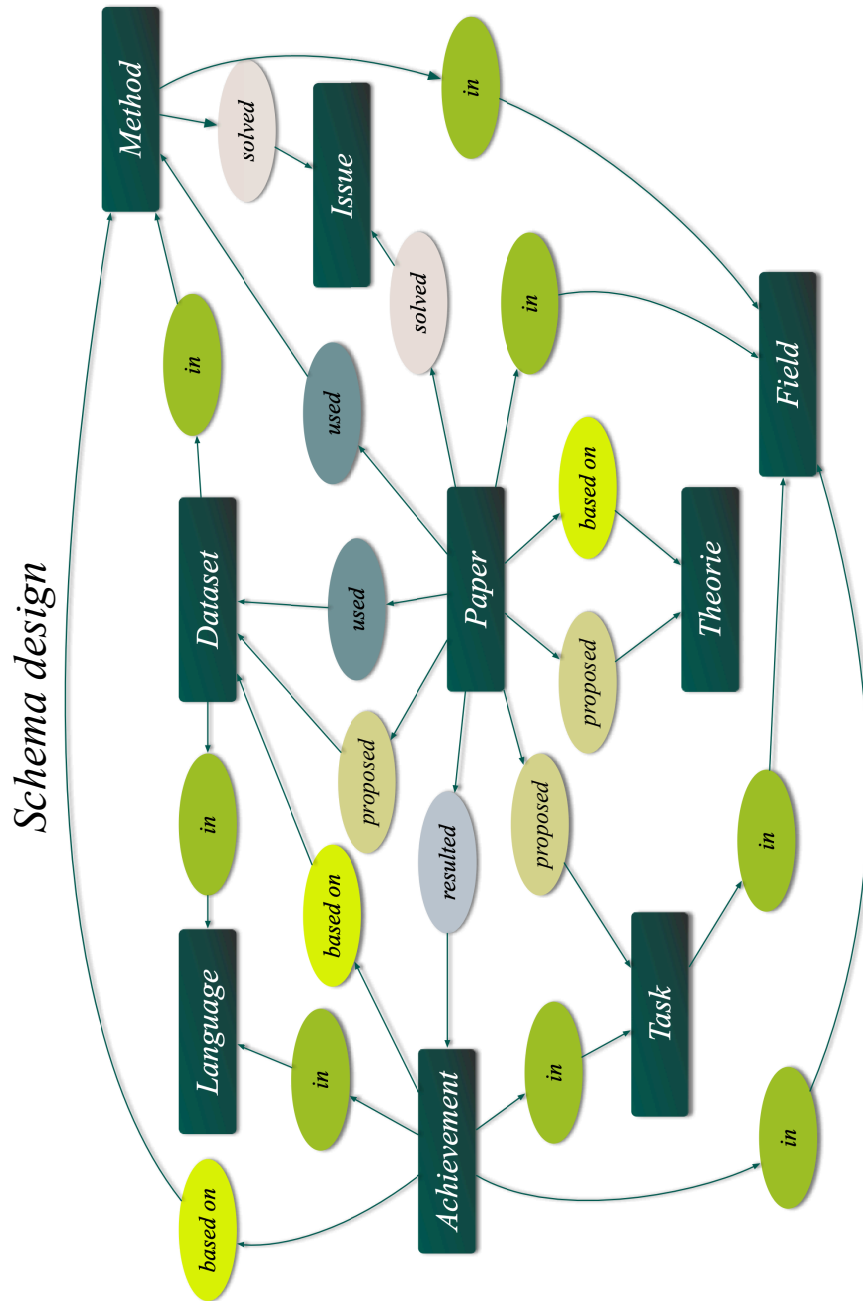 Schema design
Method
based on
Language
in
Dataset
in
solved
in
based on
used
Issue
proposed
used
solved
Achievement
resulted
Paper
in
in
proposed
in
proposed
based on
Task
Theorie
in
in
Field